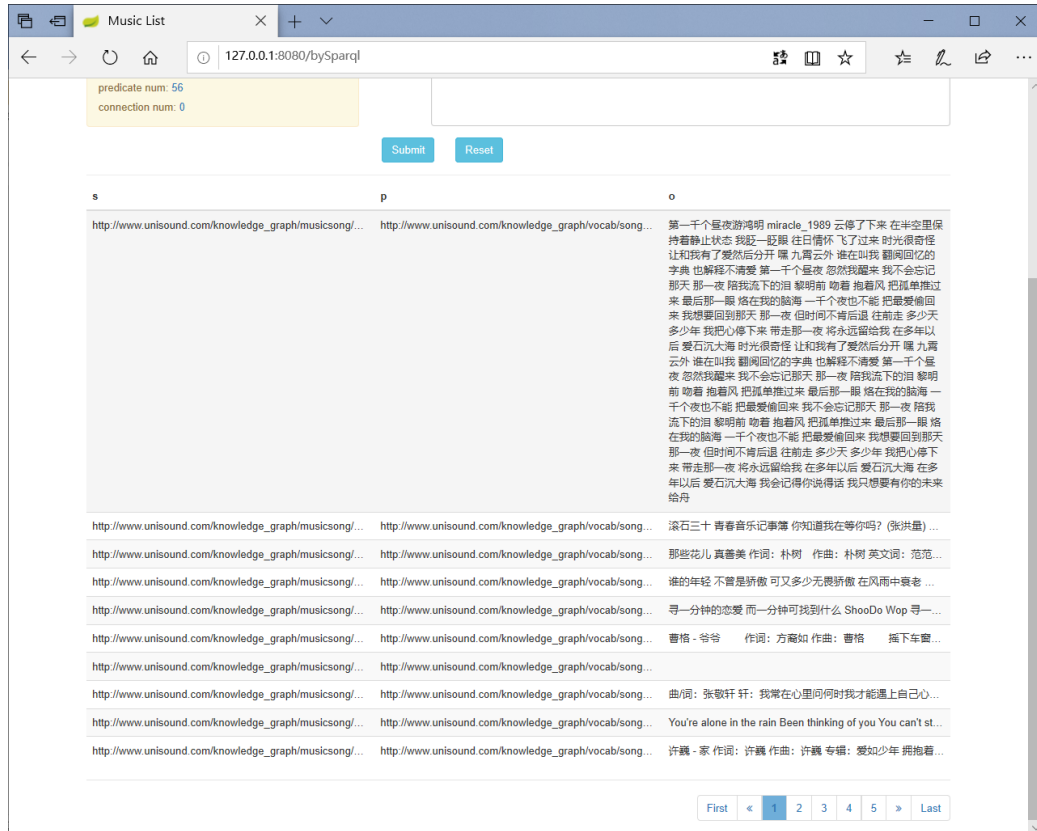 Music List
127.0.0.1:8080/bySparql
predicate num: 56
connection num: 0
Submit Reset
s p o
http://www.unisound.com/knowledge_graph/musicsong/... http://www.unisound.com/knowledge_graph/vocab/song... 第一千个昼夜游鸿明 miracle_1989 云停了下来 在半空里保
持着静止状态 我眨一眨眼 往日情怀 飞了过来 时光很奇怪
让和我有了爱然后分开 嘿 九霄云外 谁在叫我 翻阅回忆的
字典 也解释不清爱 第一千个昼夜 忽然我醒来 我不会忘记
那天 那一夜 陪我流下的泪 黎明前 吻着 抱着风 把孤单推过
来 最后那一眼 烙在我的脑海 一千个夜也不能 把最爱偷回
来 我想要回到那天 那一夜 但时间不肯后退 往前走 多少天
多少年 我把心停下来 带走那一夜 将永远留给我 在多年以
后 爱石沉大海 时光很奇怪 让和我有了爱然后分开 嘿 九霄
云外 谁在叫我 翻阅回忆的字典 也解释不清爱 第一千个昼
夜 忽然我醒来 我不会忘记那天 那一夜 陪我流下的泪 黎明
前 吻着 抱着风 把孤单推过来 最后那一眼 烙在我的脑海 一
千个夜也不能 把最爱偷回来 我不会忘记那天 那一夜 陪我
流下的泪 黎明前 吻着 抱着风 把孤单推过来 最后那一眼 烙
在我的脑海 一千个夜也不能 把最爱偷回来 我想要回到那天
那一夜 但时间不肯后退 往前走 多少天 多少年 我把心停下
来 带走那一夜 将永远留给我 在多年以后 爱石沉大海 在多
年以后 爱石沉大海 我会记得你说得话 我只想要有你的未来
给舟
http://www.unisound.com/knowledge_graph/musicsong/... http://www.unisound.com/knowledge_graph/vocab/song... 滚石三十 青春音乐记事簿 你知道我在等你吗？(张洪量) ...
http://www.unisound.com/knowledge_graph/musicsong/... http://www.unisound.com/knowledge_graph/vocab/song... 那些花儿 真善美 作词：朴树 作曲：朴树 英文词：范范...
http://www.unisound.com/knowledge_graph/musicsong/... http://www.unisound.com/knowledge_graph/vocab/song... 谁的年轻 不曾是骄傲 可又多少无畏骄傲 在风雨中衰老 ...
http://www.unisound.com/knowledge_graph/musicsong/... http://www.unisound.com/knowledge_graph/vocab/song... 寻一分钟的恋爱 而一分钟可找到什么 ShooDo Wop 寻一...
http://www.unisound.com/knowledge_graph/musicsong/... http://www.unisound.com/knowledge_graph/vocab/song... 曹格 - 爷爷 作词：方裔如 作曲：曹格 摇下车窗...
http://www.unisound.com/knowledge_graph/musicsong/... http://www.unisound.com/knowledge_graph/vocab/song...
http://www.unisound.com/knowledge_graph/musicsong/... http://www.unisound.com/knowledge_graph/vocab/song... 曲/词：张敬轩 轩：我常在心里问何时我才能遇上自己心...
http://www.unisound.com/knowledge_graph/musicsong/... http://www.unisound.com/knowledge_graph/vocab/song... You're alone in the rain Been thinking of you You can't st...
http://www.unisound.com/knowledge_graph/musicsong/... http://www.unisound.com/knowledge_graph/vocab/song... 许巍 - 家 作词：许巍 作曲：许巍 专辑：爱如少年 拥抱着...
First « 1 2 3 4 5 » Last